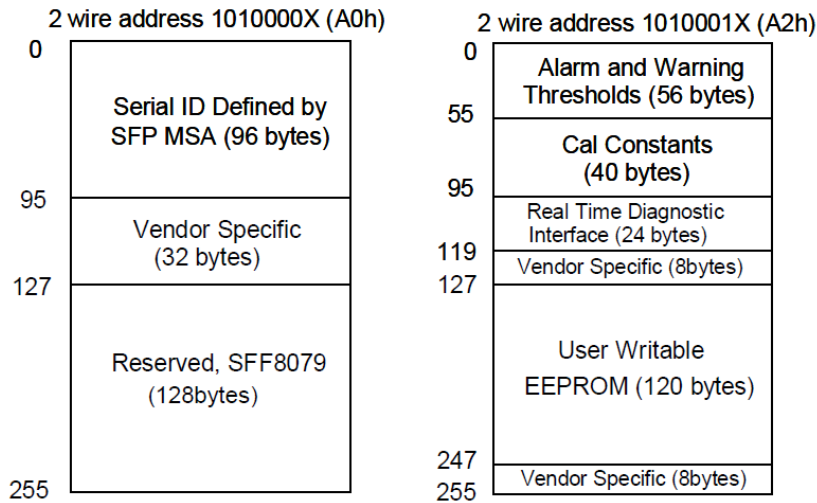 2 wire address 1010000X (A0h)
0
Serial ID Defined by
SFP MSA (96 bytes)
95
Vendor Specific
(32 bytes)
127
Reserved, SFF8079
(128bytes)
255
2 wire address 1010001X (A2h)
0
Alarm and Warning
Thresholds (56 bytes)
55
Cal Constants
(40 bytes)
95
Real Time Diagnostic
Interface (24 bytes)
119
Vendor Specific (8bytes)
127
User Writable
EEPROM (120 bytes)
247
Vendor Specific (8bytes)
255